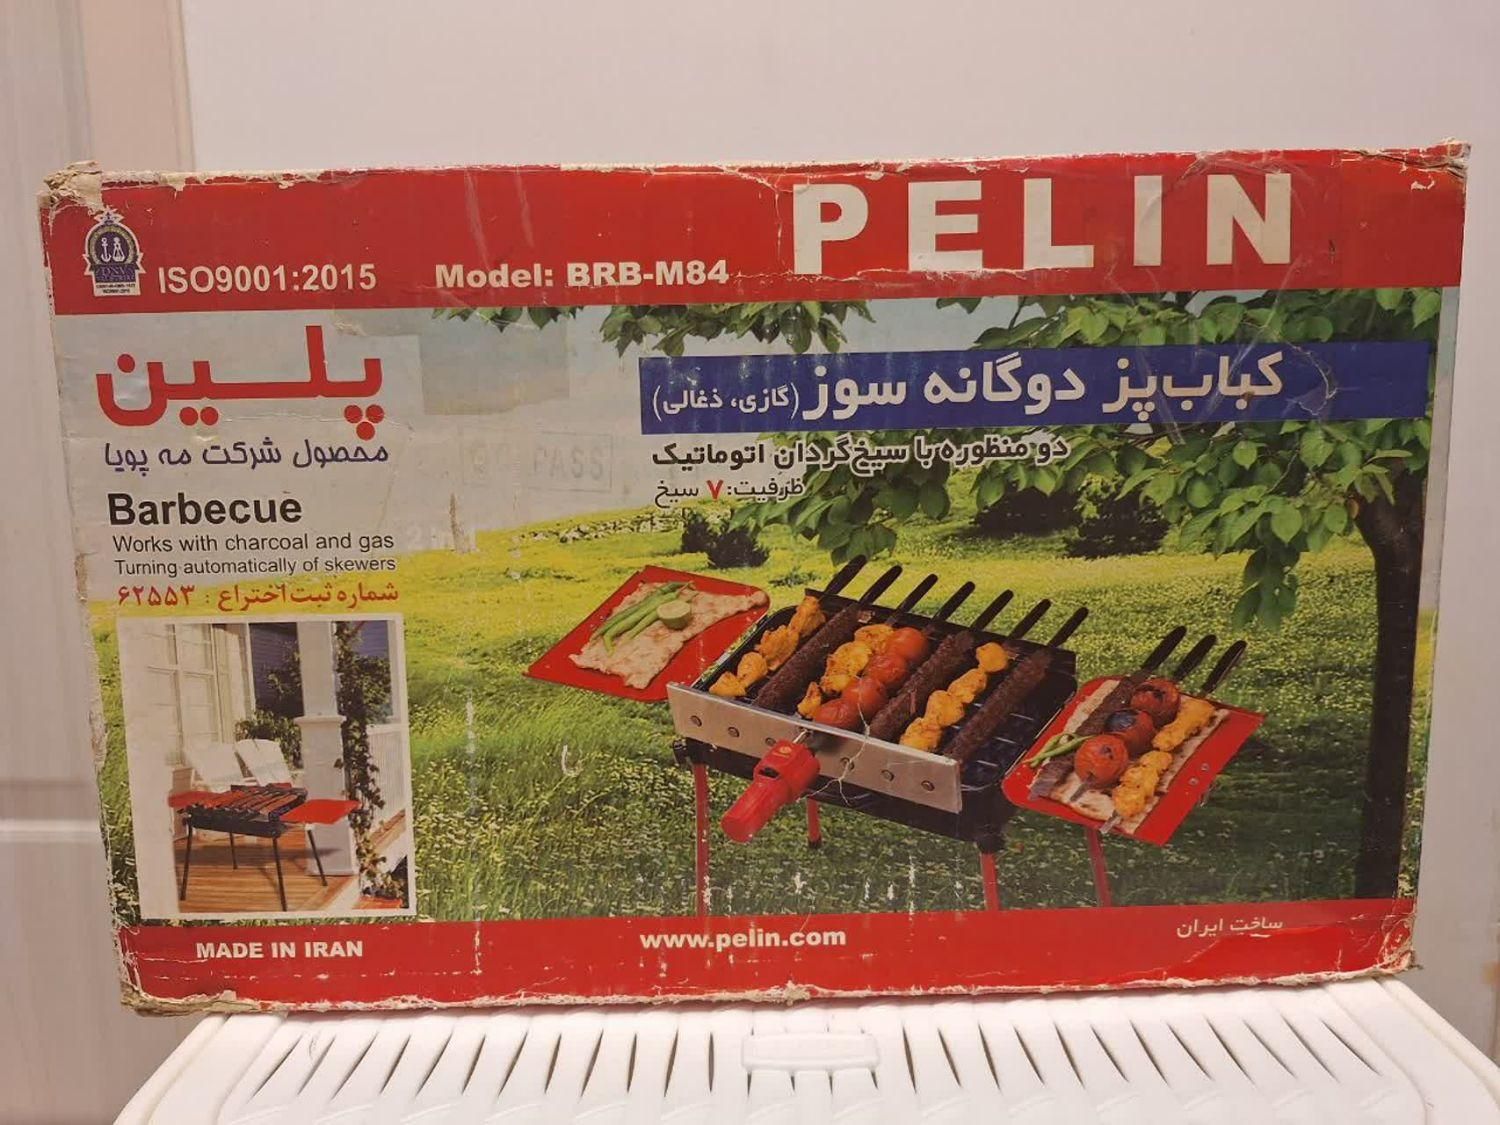 PELIN
ISO9001:2015
Model: BRB-M84
پلین
محصول شرکت مه پویا
کباب‌پز دوگانه سوز (گازی، ذغالی)
دو منظوره با سیخ‌گردان اتوماتیک
ظرفیت: ۷ سیخ
PASS
Barbecue
Works with charcoal and gas
Turning automatically of skewers
شماره ثبت اختراع : ۶۲۵۵۳
MADE IN IRAN
www.pelin.com
ساخت ایران